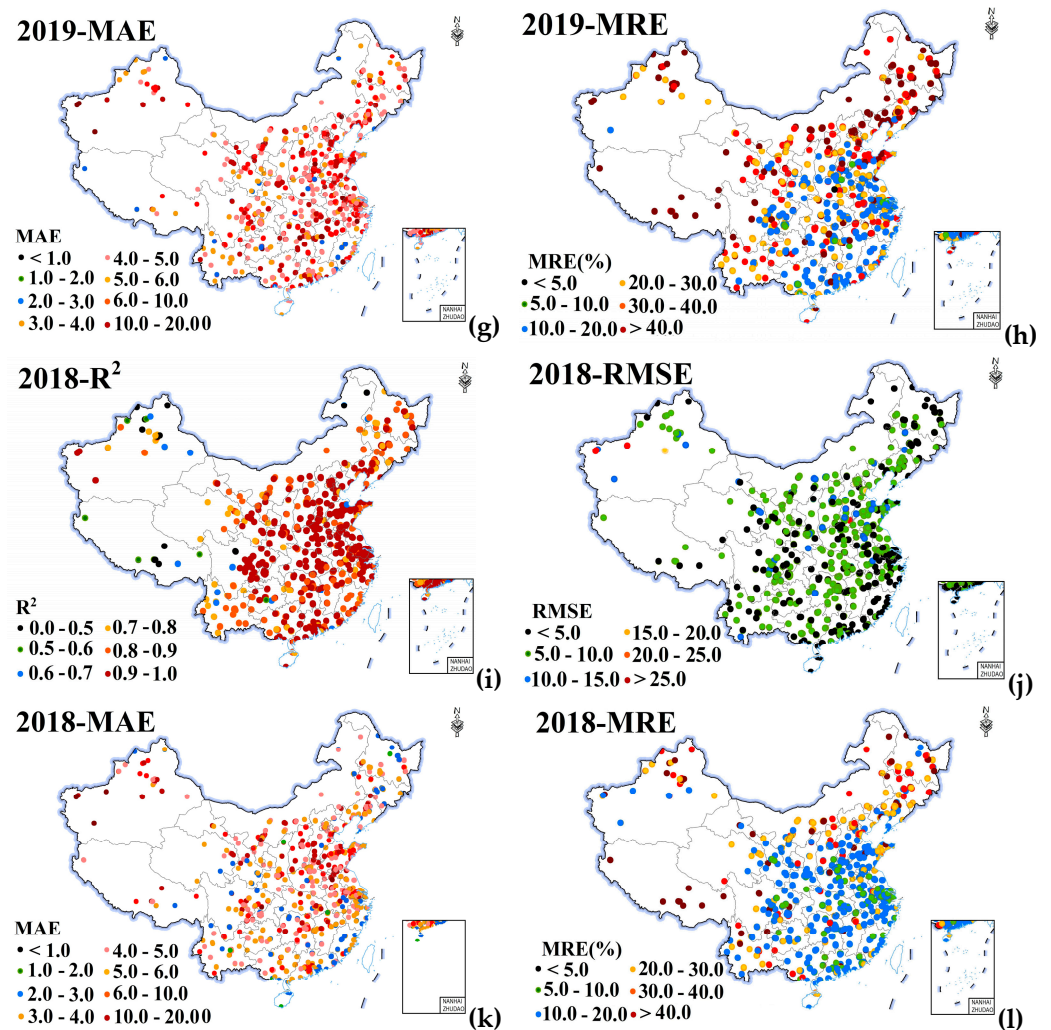 2019-MAE
N
MAE
< 1.0
4.0 - 5.0
1.0 - 2.0
5.0 - 6.0
2.0 - 3.0
6.0 - 10.0
3.0 - 4.0
10.0 - 20.00
NANHAI
ZHUDAO
(g)
2019-MRE
N
MRE(%)
< 5.0
20.0 - 30.0
5.0 - 10.0
30.0 - 40.0
10.0 - 20.0
> 40.0
NANHAI
ZHUDAO
(h)
2018-R²
N
R²
0.0 - 0.5
0.7 - 0.8
0.5 - 0.6
0.8 - 0.9
0.6 - 0.7
0.9 - 1.0
NANHAI
ZHUDAO
(i)
2018-RMSE
N
RMSE
< 5.0
15.0 - 20.0
5.0 - 10.0
20.0 - 25.0
10.0 - 15.0
> 25.0
NANHAI
ZHUDAO
(j)
2018-MAE
N
MAE
< 1.0
4.0 - 5.0
1.0 - 2.0
5.0 - 6.0
2.0 - 3.0
6.0 - 10.0
3.0 - 4.0
10.0 - 20.00
NANHAI
ZHUDAO
(k)
2018-MRE
N
MRE(%)
< 5.0
20.0 - 30.0
5.0 - 10.0
30.0 - 40.0
10.0 - 20.0
> 40.0
NANHAI
ZHUDAO
(l)